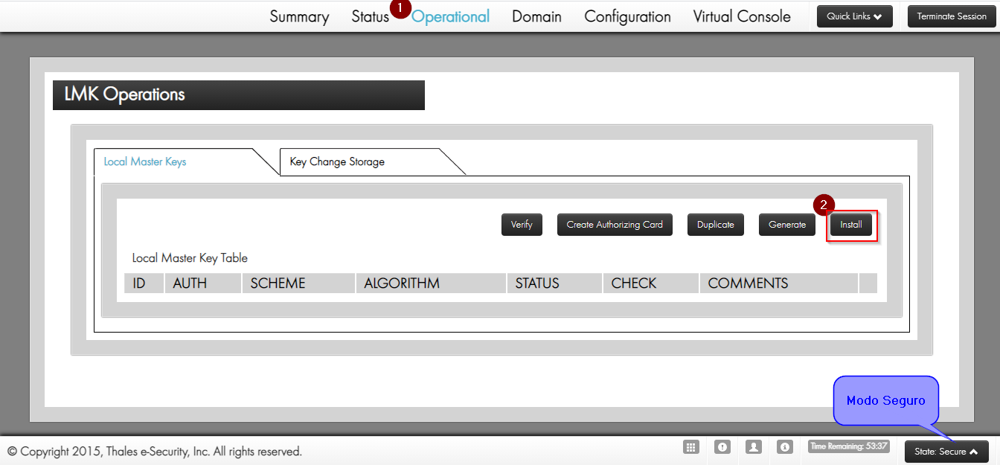 Summary Status 1 Operational Domain Configuration Virtual Console Quick Links Terminate Session
LMK Operations
Local Master Keys Key Change Storage
2
Verify Create Authorizing Card Duplicate Generate Install
Local Master Key Table
ID AUTH SCHEME ALGORITHM STATUS CHECK COMMENTS
Modo Seguro
© Copyright 2015, Thales e-Security, Inc. All rights reserved. Time Remaining: 53:37 State: Secure